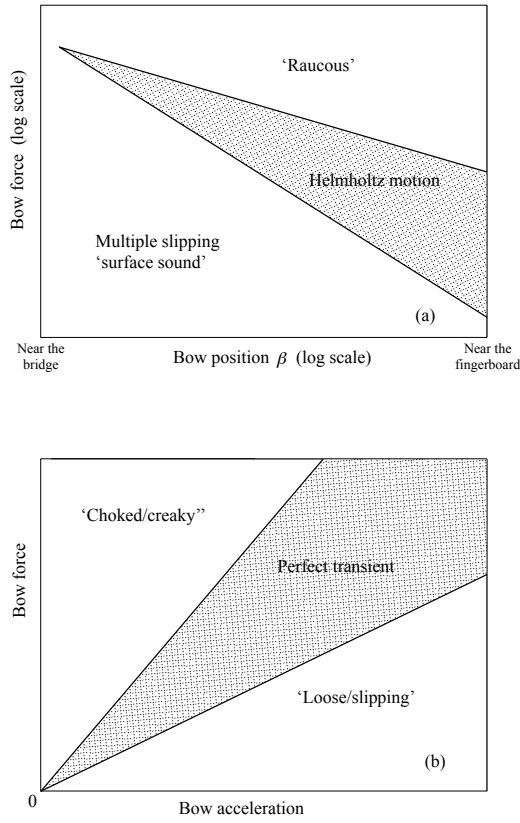 ‘Raucous’
Bow force (log scale)
Helmholtz motion
Multiple slipping
‘surface sound’
(a)
Near the
bridge
Bow position β (log scale)
Near the
fingerboard
‘Choked/creaky’’
Perfect transient
Bow force
‘Loose/slipping’
(b)
0
Bow acceleration